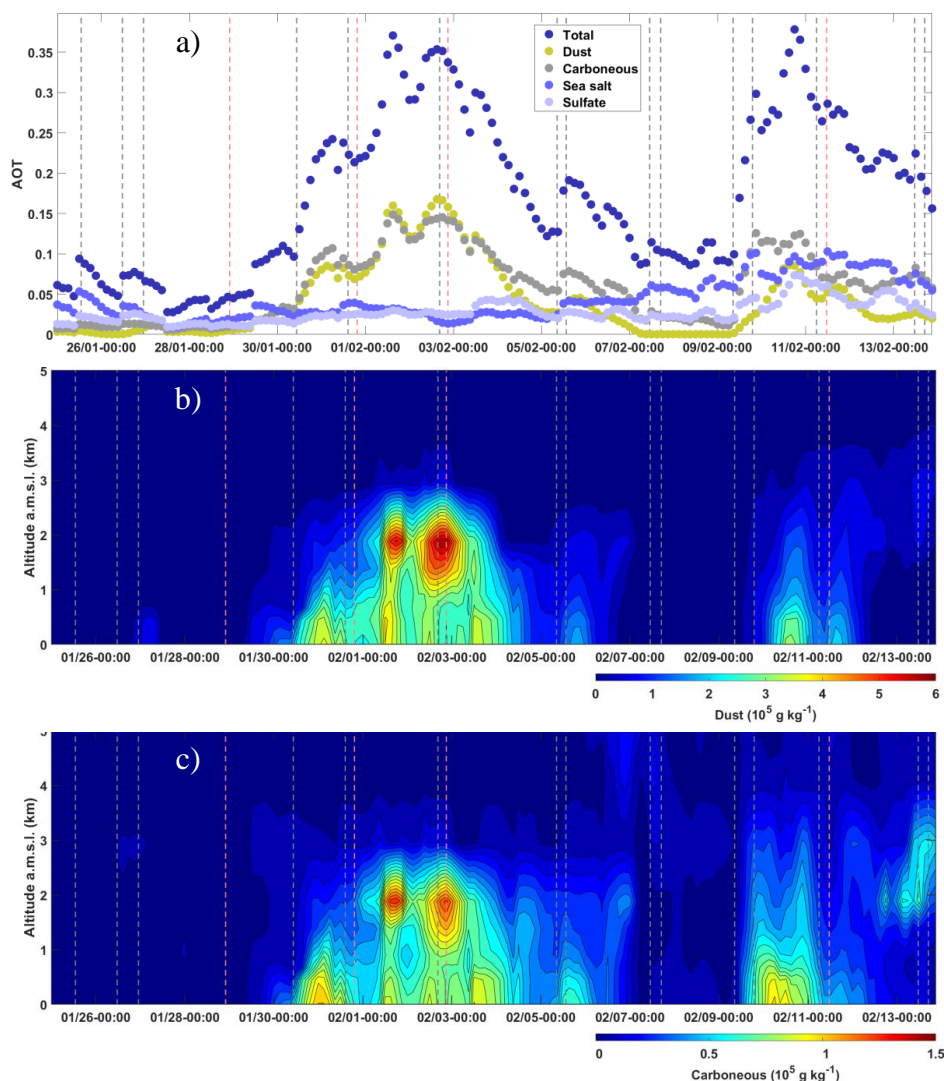 a)
Total
Dust
Carboneous
Sea salt
Sulfate
AOT
0.35
0.3
0.25
0.2
0.15
0.1
0.05
0
26/01-00:00 28/01-00:00 30/01-00:00 01/02-00:00 03/02-00:00 05/02-00:00 07/02-00:00 09/02-00:00 11/02-00:00 13/02-00:00
b)
Altitude a.m.s.l. (km)
5
4
3
2
1
0
01/26-00:00 01/28-00:00 01/30-00:00 02/01-00:00 02/03-00:00 02/05-00:00 02/07-00:00 02/09-00:00 02/11-00:00 02/13-00:00
0 1 2 3 4 5 6
Dust (10⁵ g kg⁻¹)
c)
Altitude a.m.s.l. (km)
5
4
3
2
1
0
01/26-00:00 01/28-00:00 01/30-00:00 02/01-00:00 02/03-00:00 02/05-00:00 02/07-00:00 02/09-00:00 02/11-00:00 02/13-00:00
0 0.5 1 1.5
Carboneous (10⁵ g kg⁻¹)